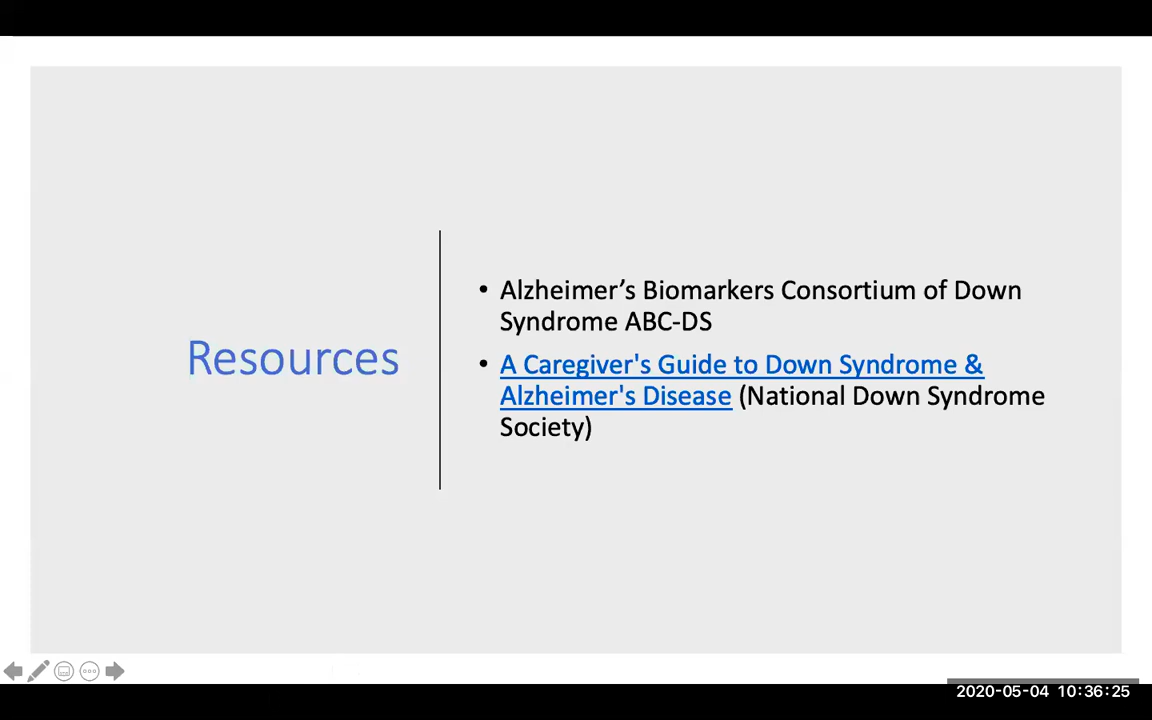 Resources
• Alzheimer’s Biomarkers Consortium of Down
Syndrome ABC-DS
• A Caregiver's Guide to Down Syndrome &
Alzheimer's Disease (National Down Syndrome
Society)
2020-05-04 10:36:25